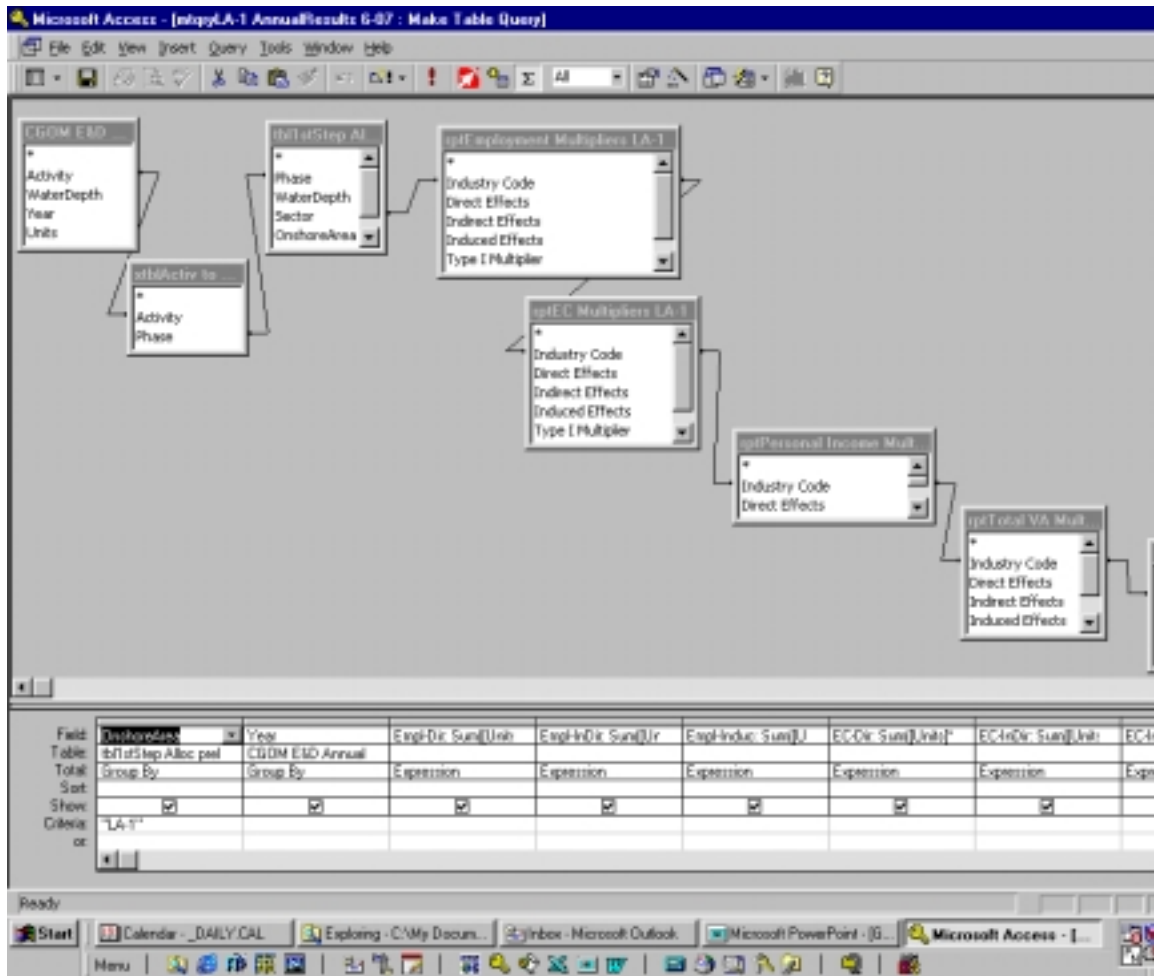 Microsoft Access - [mtqryLA-1 AnnualResults 6-07 : Make Table Query]
File Edit View Insert Query Tools Window Help
Σ All
CGOM E&D ...
*
Activity
WaterDepth
Year
Units
xtblActiv to ...
*
Activity
Phase
tbl1stStep Al...
*
Phase
WaterDepth
Sector
OnshoreArea
rptEmployment Multipliers LA-1
*
Industry Code
Direct Effects
Indirect Effects
Induced Effects
Type I Multiplier
rptEC Multipliers LA-1
*
Industry Code
Direct Effects
Indirect Effects
Induced Effects
Type I Multiplier
rptPersonal Income Mult...
*
Industry Code
Direct Effects
rptTotal VA Mult...
*
Industry Code
Direct Effects
Indirect Effects
Induced Effects
Field: OnshoreArea Year Empl-Dir: Sum([Units Empl-InDir: Sum([Ur Empl-Induc: Sum([U EC-Dir: Sum([Units]* EC-InDir: Sum([Units EC-I
Table: tbl1stStep Alloc prel CGOM E&D Annual
Total: Group By Group By Expression Expression Expression Expression Expression Expre
Sort:
Show:
Criteria: "LA-1"
or:
Ready
Start Calendar - _DAILY.CAL Exploring - C:\My Docum... Inbox - Microsoft Outlook Microsoft PowerPoint - [G... Microsoft Access - [...
Menu